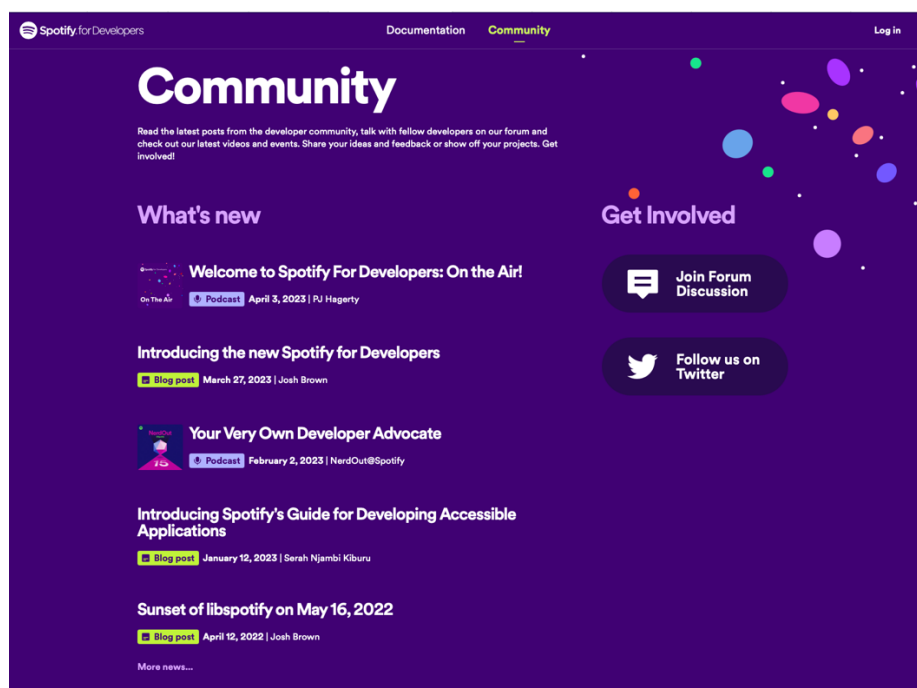 Spotify for Developers
Documentation
Community
Log in
Community
Read the latest posts from the developer community, talk with fellow developers on our forum and
check out our latest videos and events. Share your ideas and feedback or show off your projects. Get
involved!
What's new
Get Involved
On The Air
Welcome to Spotify For Developers: On the Air!
Podcast April 3, 2023 | PJ Hagerty
Join Forum
Discussion
Introducing the new Spotify for Developers
Blog post March 27, 2023 | Josh Brown
Follow us on
Twitter
NerdOut
15
Your Very Own Developer Advocate
Podcast February 2, 2023 | NerdOut@Spotify
Introducing Spotify's Guide for Developing Accessible
Applications
Blog post January 12, 2023 | Serah Njambi Kiburu
Sunset of libspotify on May 16, 2022
Blog post April 12, 2022 | Josh Brown
More news...